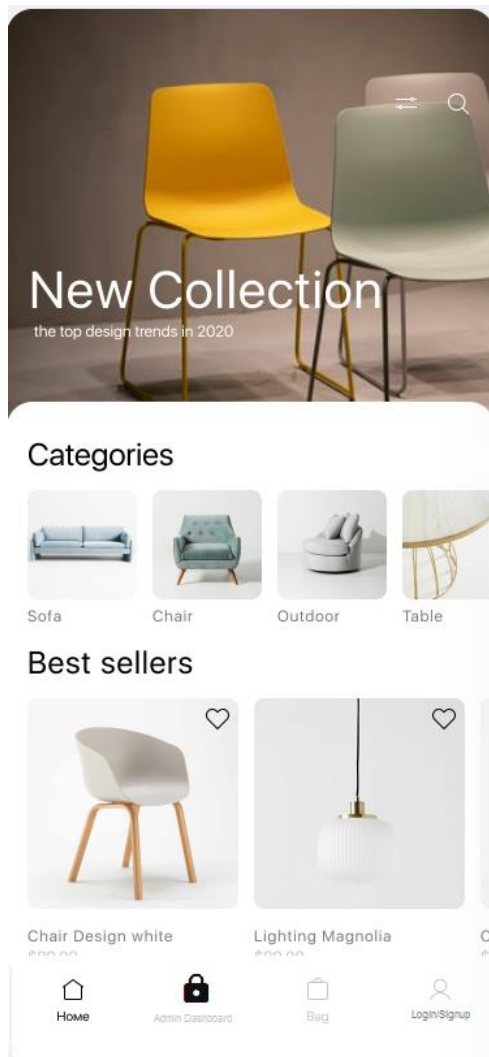 New Collection
the top design trends in 2020
Categories
Sofa Chair Outdoor Table
Best sellers
Chair Design white Lighting Magnolia
Home Admin Dashboard Bag Login/Signup